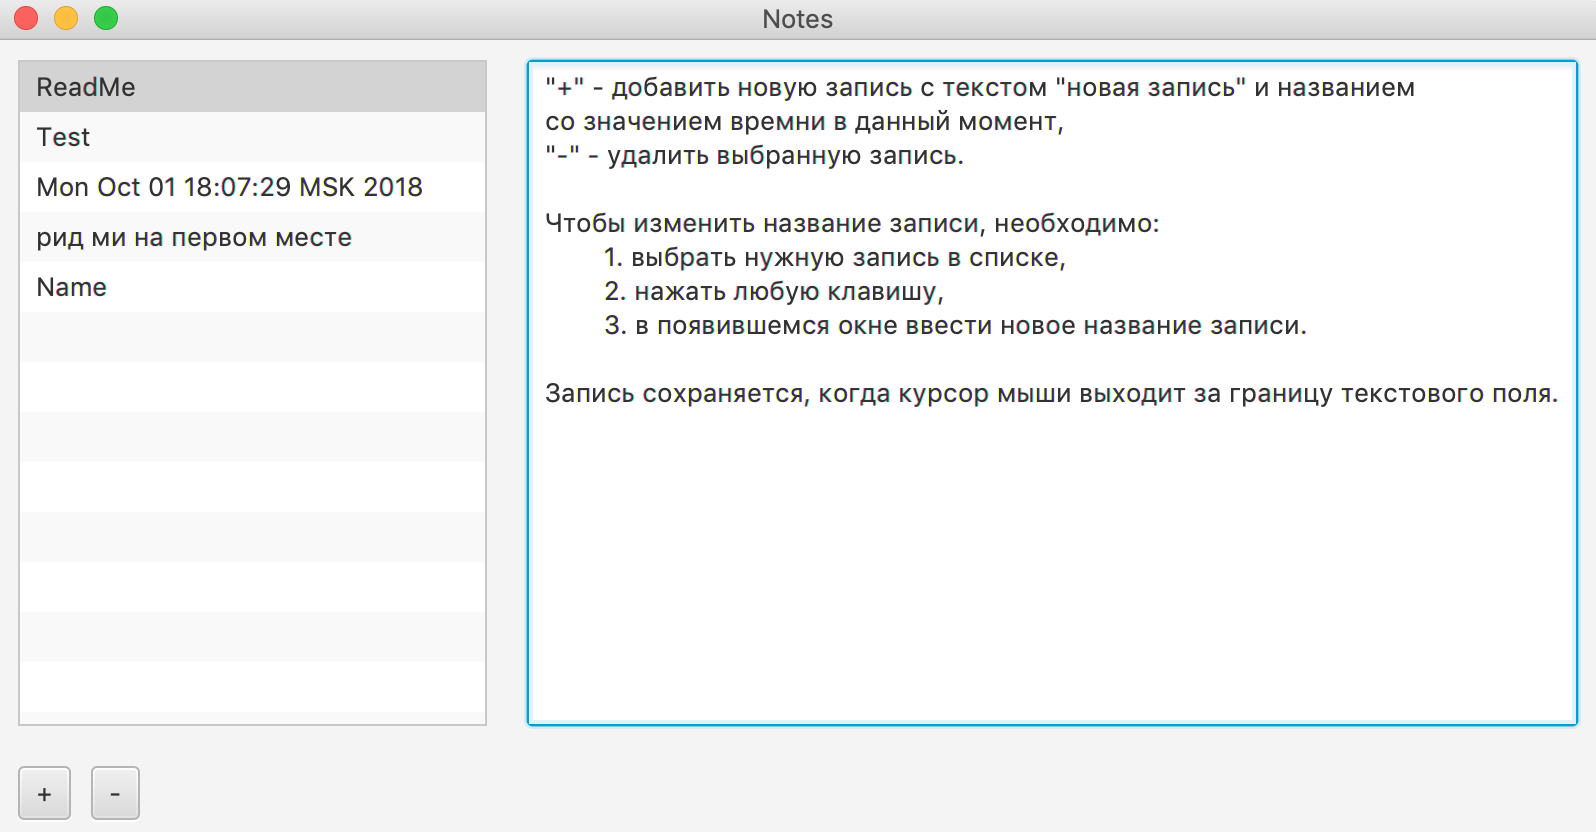 Notes
ReadMe
Test
Mon Oct 01 18:07:29 MSK 2018
рид ми на первом месте
Name
"+" - добавить новую запись с текстом "новая запись" и названием
со значением времни в данный момент,
"-" - удалить выбранную запись.
Чтобы изменить название записи, необходимо:
1. выбрать нужную запись в списке,
2. нажать любую клавишу,
3. в появившемся окне ввести новое название записи.
Запись сохраняется, когда курсор мыши выходит за границу текстового поля.
+ -